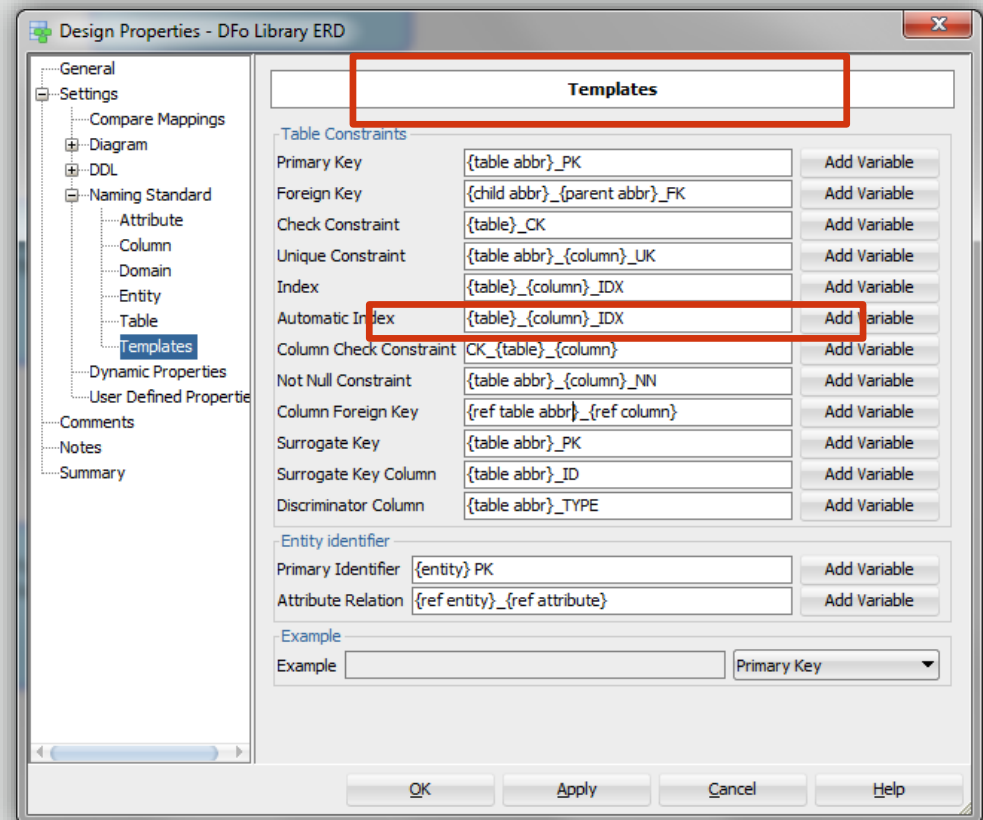 Design Properties - DFo Library ERD
General
Settings
Compare Mappings
Diagram
DDL
Naming Standard
Attribute
Column
Domain
Entity
Table
Templates
Dynamic Properties
User Defined Propertie
Comments
Notes
Summary
Templates
Table Constraints
Primary Key {table abbr}_PK Add Variable
Foreign Key {child abbr}_{parent abbr}_FK Add Variable
Check Constraint {table}_CK Add Variable
Unique Constraint {table abbr}_{column}_UK Add Variable
Index {table}_{column}_IDX Add Variable
Automatic Index {table}_{column}_IDX Add Variable
Column Check Constraint CK_{table}_{column} Add Variable
Not Null Constraint {table abbr}_{column}_NN Add Variable
Column Foreign Key {ref table abbr}_{ref column} Add Variable
Surrogate Key {table abbr}_PK Add Variable
Surrogate Key Column {table abbr}_ID Add Variable
Discriminator Column {table abbr}_TYPE Add Variable
Entity identifier
Primary Identifier {entity} PK Add Variable
Attribute Relation {ref entity}_{ref attribute} Add Variable
Example
Example Primary Key
OK Apply Cancel Help